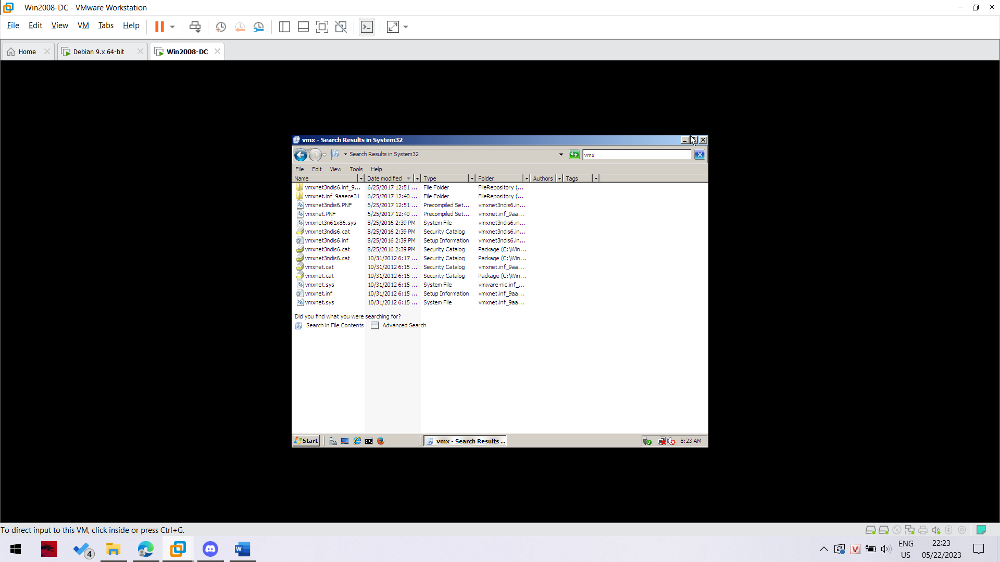 Win2008-DC - VMware Workstation
File Edit View VM Tabs Help
Home Debian 9.x 64-bit Win2008-DC
vmx - Search Results in System32
Search Results in System32 vmx
File Edit View Tools Help
Name Date modified Type Folder Authors Tags
vmxnet3ndis6.inf_9... 6/25/2017 12:51 ... File Folder FileRepository (...
vmxnet.inf_9aaece31 6/25/2017 12:40 ... File Folder FileRepository (...
vmxnet3ndis6.PNF 6/25/2017 12:51 ... Precompiled Set... vmxnet3ndis6.in...
vmxnet.PNF 6/25/2017 12:40 ... Precompiled Set... vmxnet.inf_9aa...
vmxnet3n61x86.sys 8/25/2016 2:39 PM System File vmxnet3ndis6.in...
vmxnet3ndis6.cat 8/25/2016 2:39 PM Security Catalog vmxnet3ndis6.in...
vmxnet3ndis6.inf 8/25/2016 2:39 PM Setup Information vmxnet3ndis6.in...
vmxnet3ndis6.cat 8/25/2016 2:39 PM Security Catalog Package (C:\Win...
vmxnet3ndis6.cat 10/31/2012 6:17 ... Security Catalog Package (C:\Win...
vmxnet.cat 10/31/2012 6:15 ... Security Catalog vmxnet.inf_9aa...
vmxnet.cat 10/31/2012 6:15 ... Security Catalog Package (C:\Win...
vmxnet.sys 10/31/2012 6:15 ... System File vmware-nic.inf_...
vmxnet.inf 10/31/2012 6:15 ... Setup Information vmxnet.inf_9aa...
vmxnet.sys 10/31/2012 6:15 ... System File vmxnet.inf_9aa...
Did you find what you were searching for?
Search in File Contents Advanced Search
Start vmx - Search Results ... 8:23 AM
To direct input to this VM, click inside or press Ctrl+G.
4 ENG 22:23
US 05/22/2023